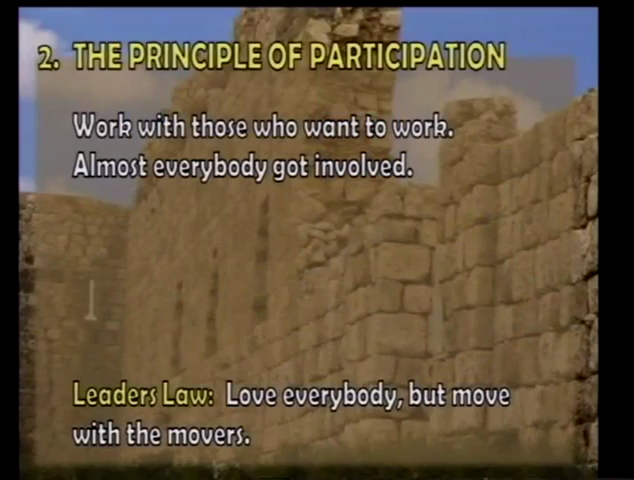 2. THE PRINCIPLE OF PARTICIPATION
Work with those who want to work.
Almost everybody got involved.
Leaders Law: Love everybody, but move
with the movers.